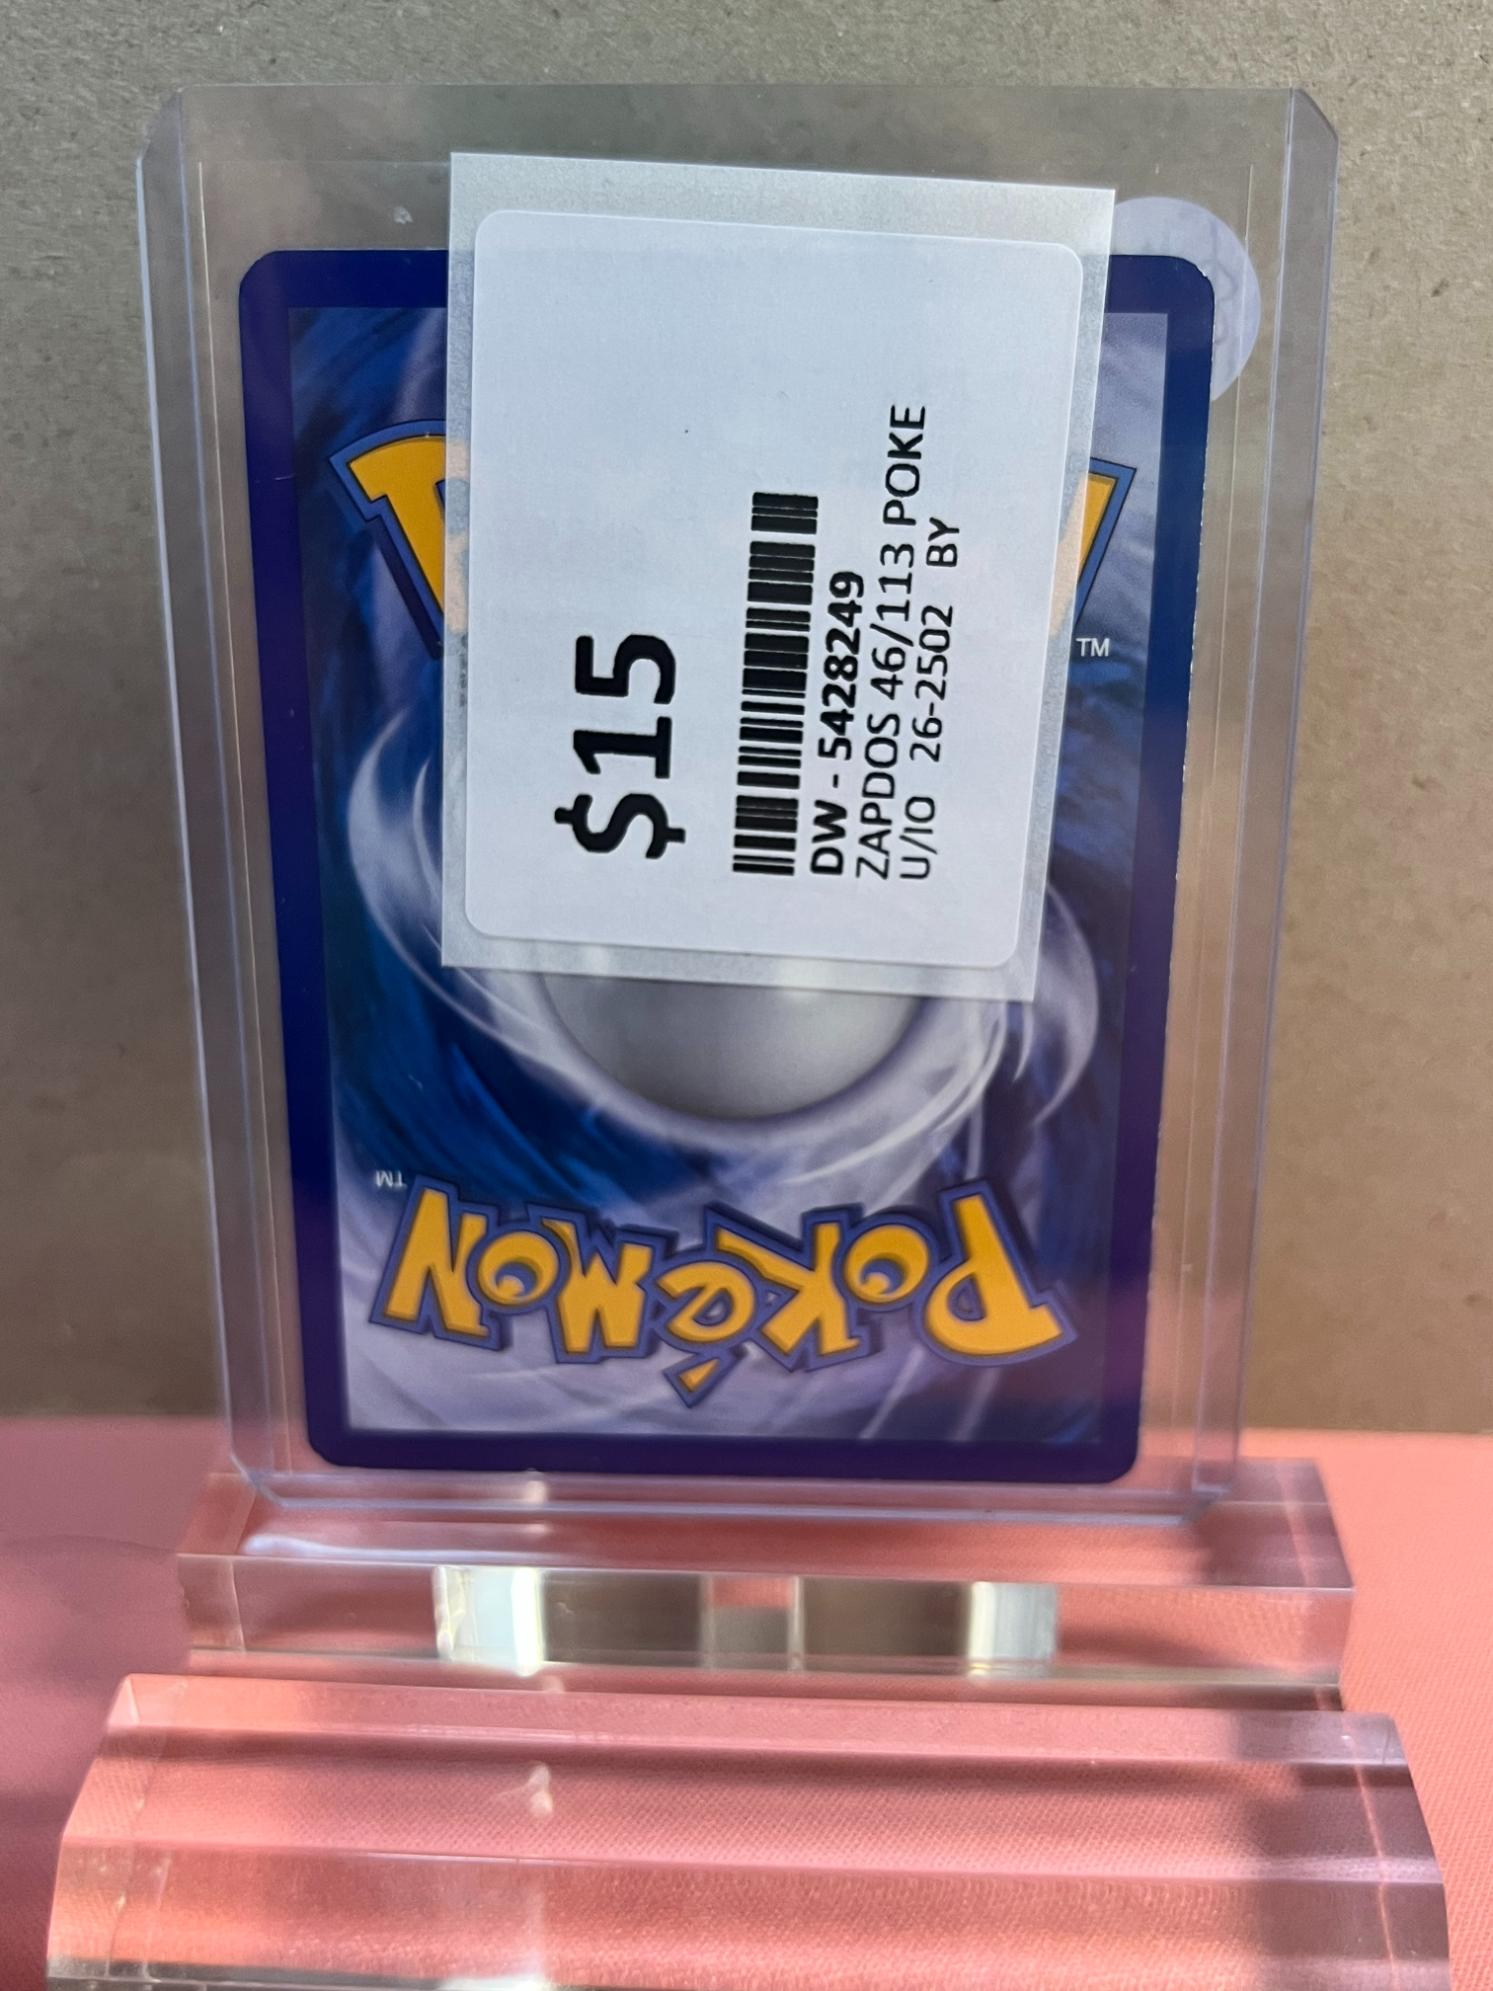 $15
DW - 5428249
ZAPDOS 46/113 POKE
U/IO 26-2502 BY
TM
TM
POKéMON